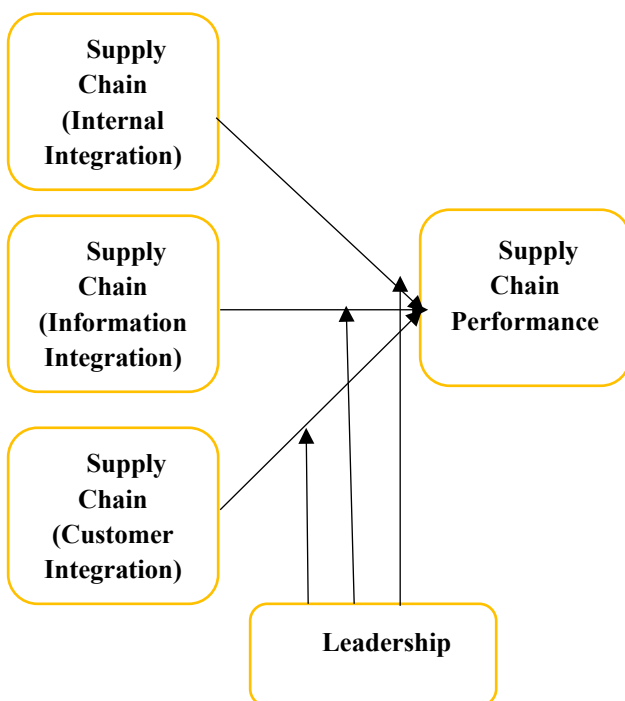 Supply
Chain
(Internal
Integration)
Supply
Chain
(Information
Integration)
Supply
Chain
Performance
Supply
Chain
(Customer
Integration)
Leadership